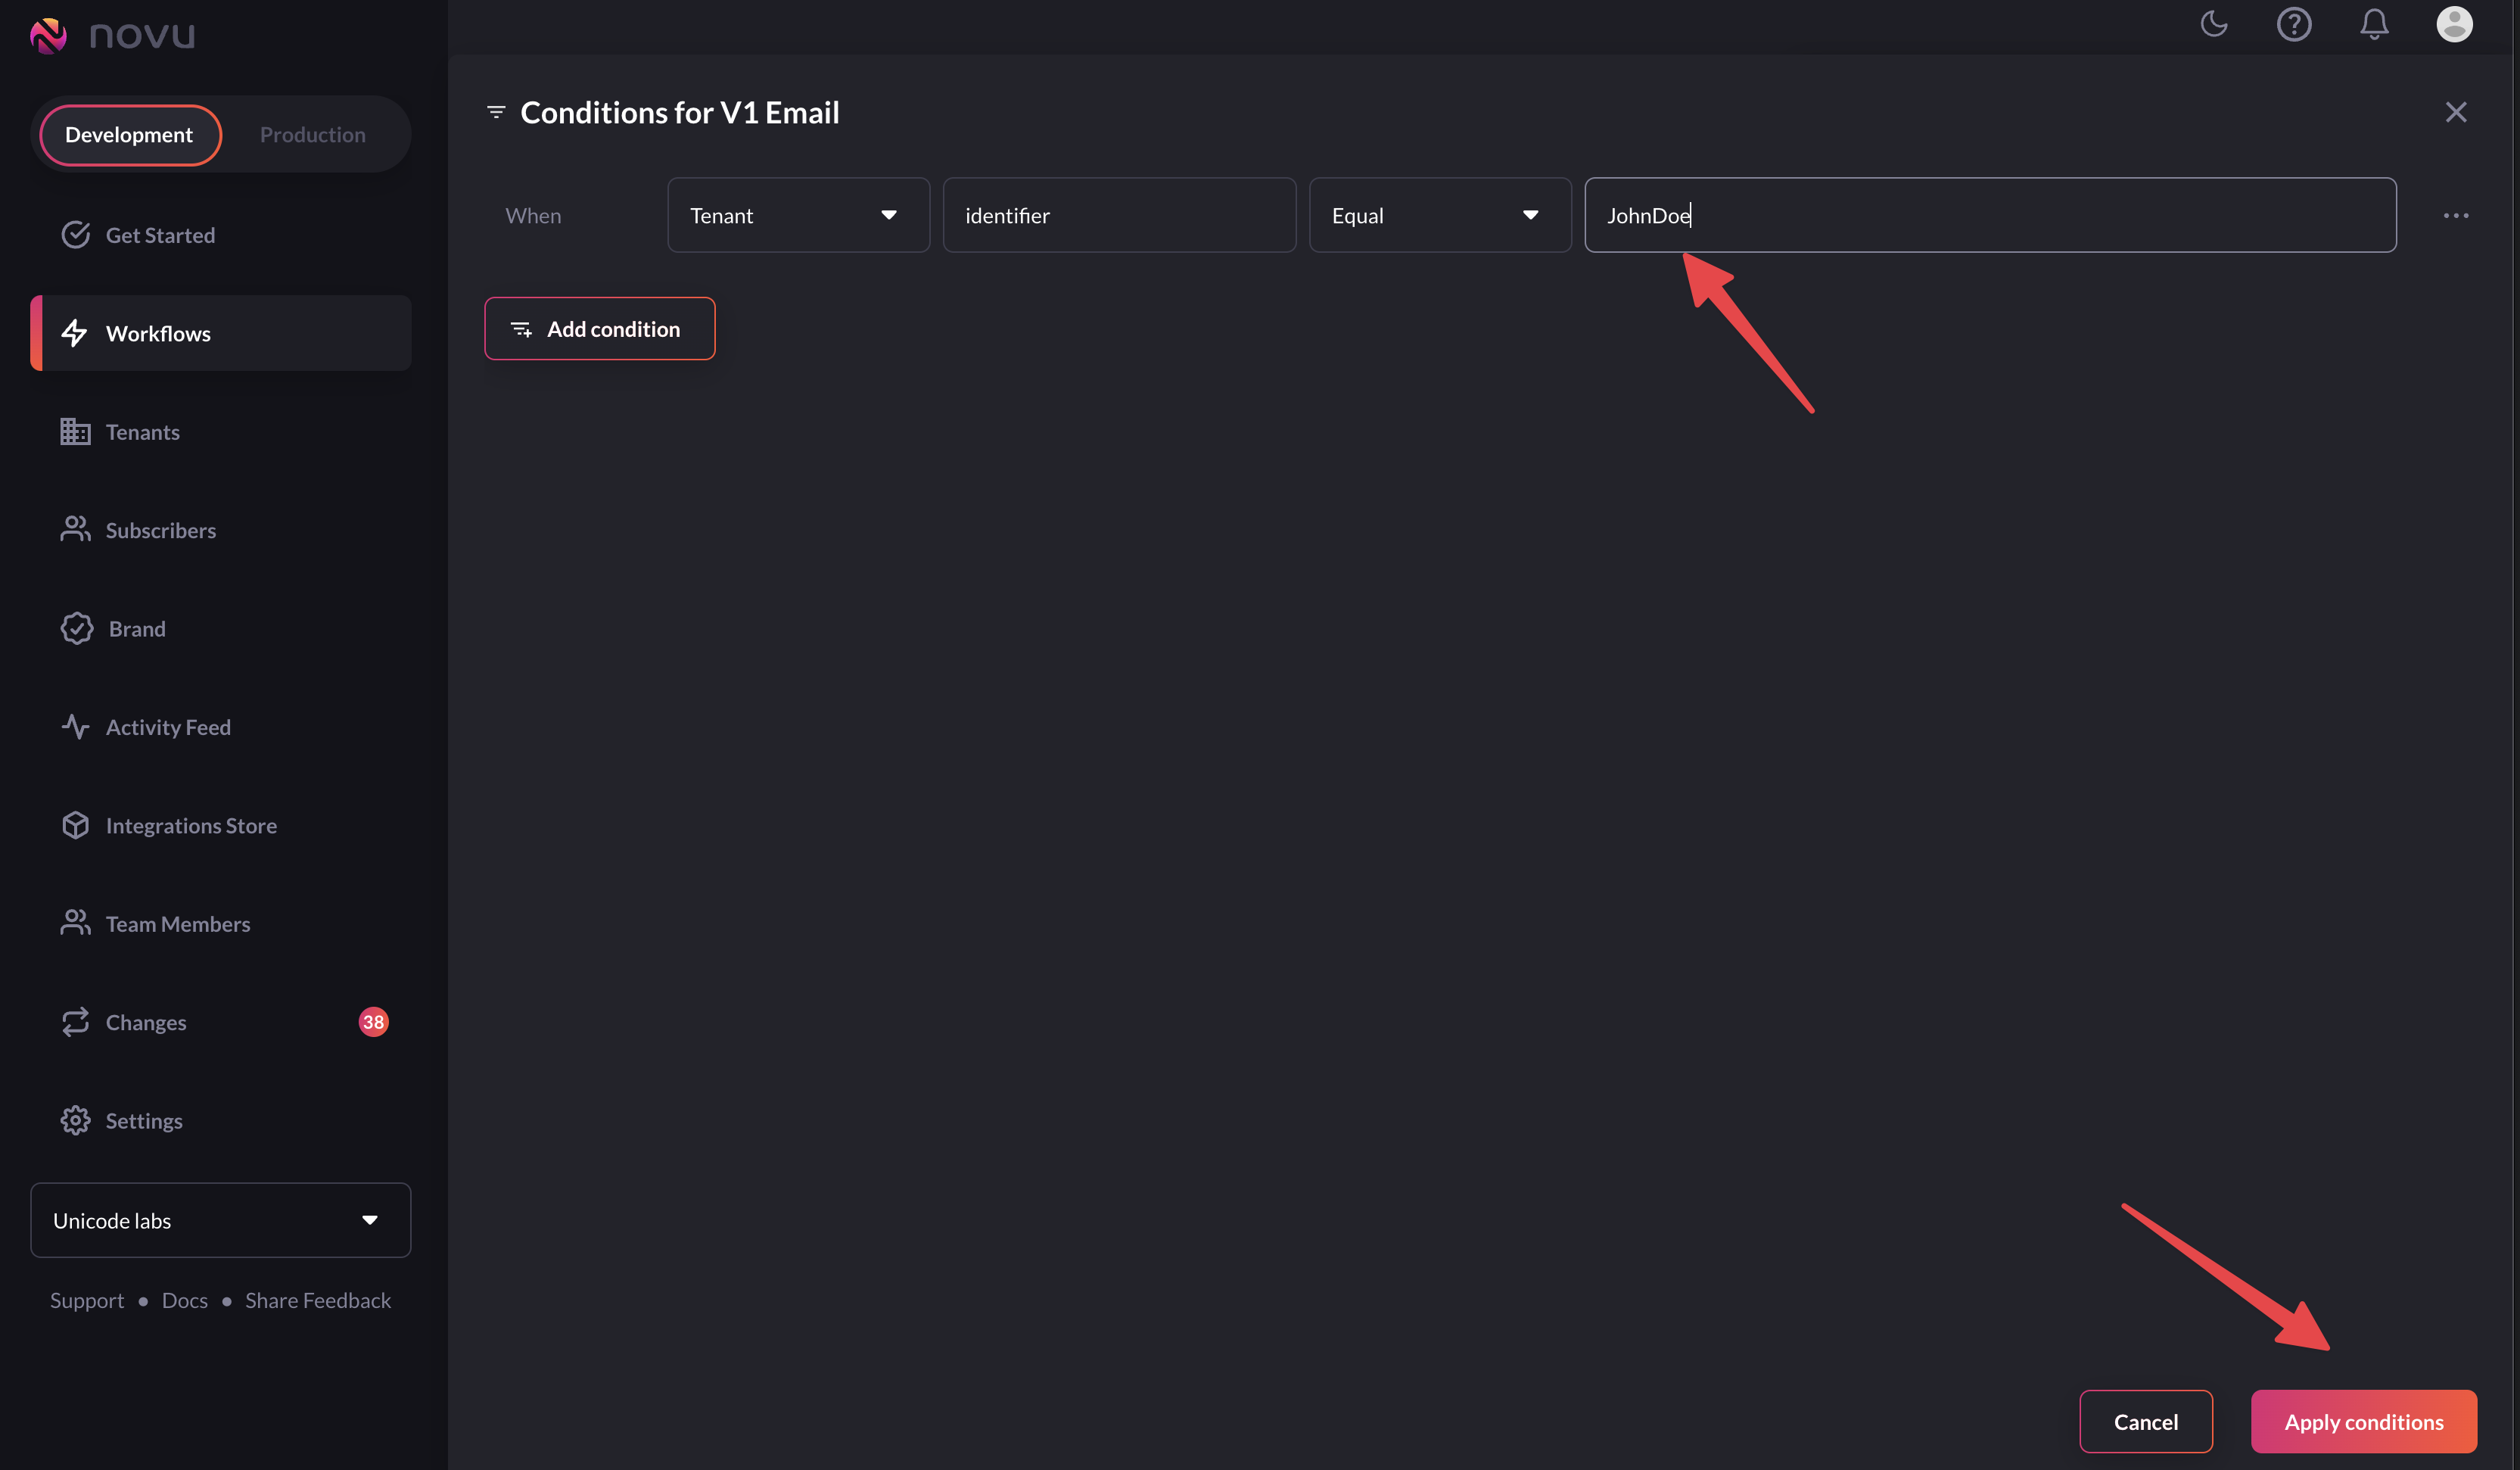 novu
Development Production
Get Started
Workflows
Tenants
Subscribers
Brand
Activity Feed
Integrations Store
Team Members
Changes 38
Settings
Unicode labs
Support • Docs • Share Feedback
Conditions for V1 Email
When Tenant identifier Equal JohnDoe
Add condition
Cancel Apply conditions